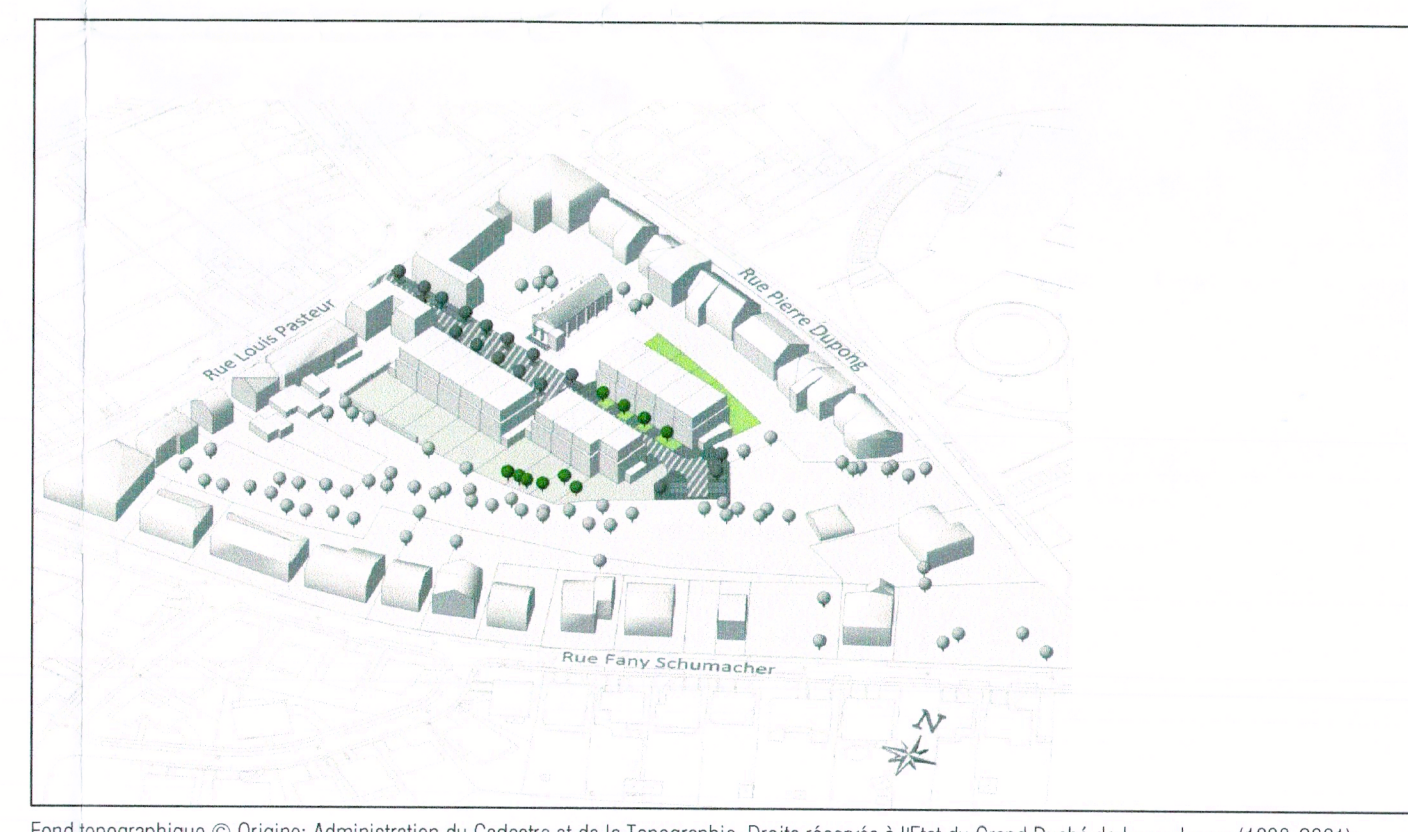 Rue Pierre Dupong
Rue Louis Pasteur
Rue Fany Schumacher
N
Fond topographique © Origine: Administration du Cadastre et de la Topographie. Droits réservés à l'Etat du Grand Duché de